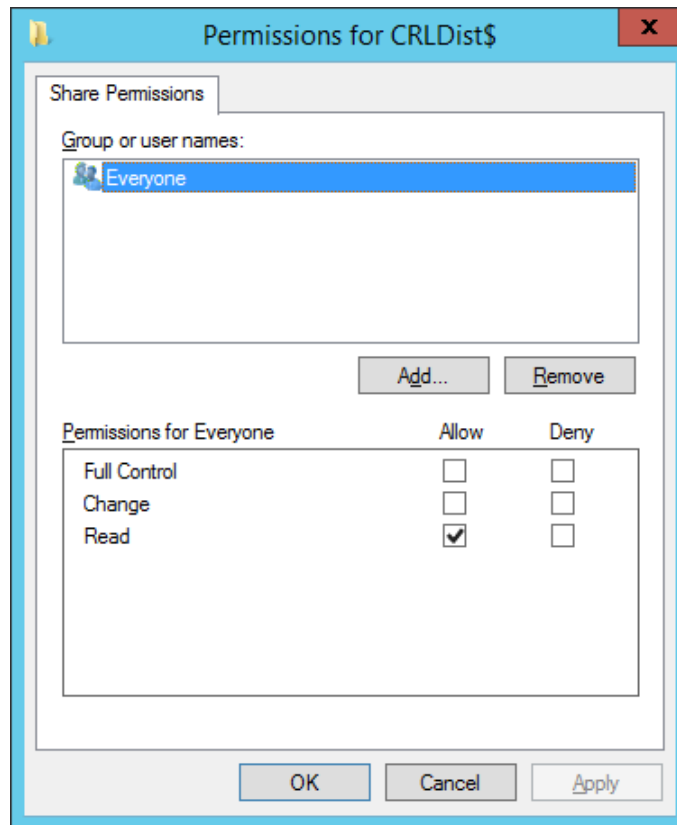 Permissions for CRLDist$
x
Share Permissions
Group or user names:
Everyone
Add...
Remove
Permissions for Everyone Allow Deny
Full Control
Change
Read
OK Cancel Apply